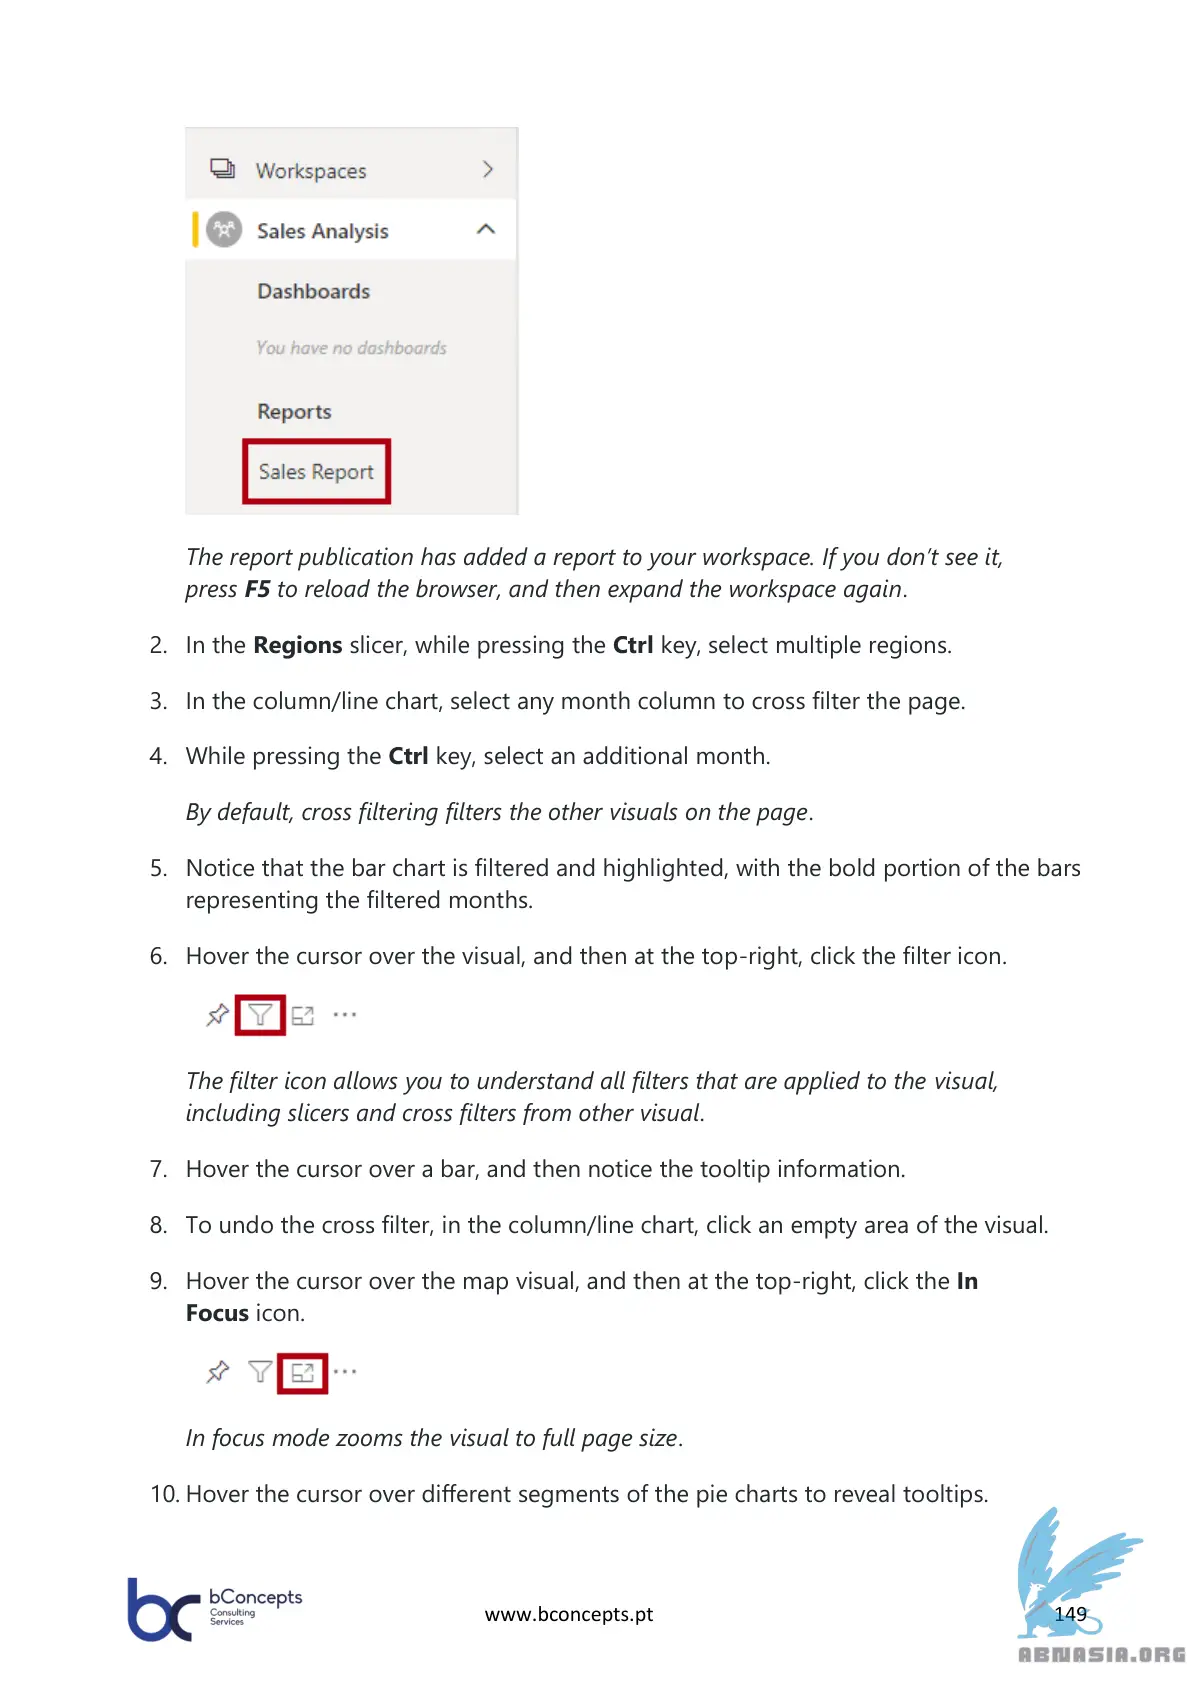 Workspaces
Sales Analysis
Dashboards
You have no dashboards
Reports
Sales Report
The report publication has added a report to your workspace. If you don’t see it,
press F5 to reload the browser, and then expand the workspace again.
2. In the Regions slicer, while pressing the Ctrl key, select multiple regions.
3. In the column/line chart, select any month column to cross filter the page.
4. While pressing the Ctrl key, select an additional month.
By default, cross filtering filters the other visuals on the page.
5. Notice that the bar chart is filtered and highlighted, with the bold portion of the bars
representing the filtered months.
6. Hover the cursor over the visual, and then at the top-right, click the filter icon.
The filter icon allows you to understand all filters that are applied to the visual,
including slicers and cross filters from other visual.
7. Hover the cursor over a bar, and then notice the tooltip information.
8. To undo the cross filter, in the column/line chart, click an empty area of the visual.
9. Hover the cursor over the map visual, and then at the top-right, click the In
Focus icon.
In focus mode zooms the visual to full page size.
10. Hover the cursor over different segments of the pie charts to reveal tooltips.
bc
bConcepts
Consulting
Services
www.bconcepts.pt
149
ABNASIA.ORG